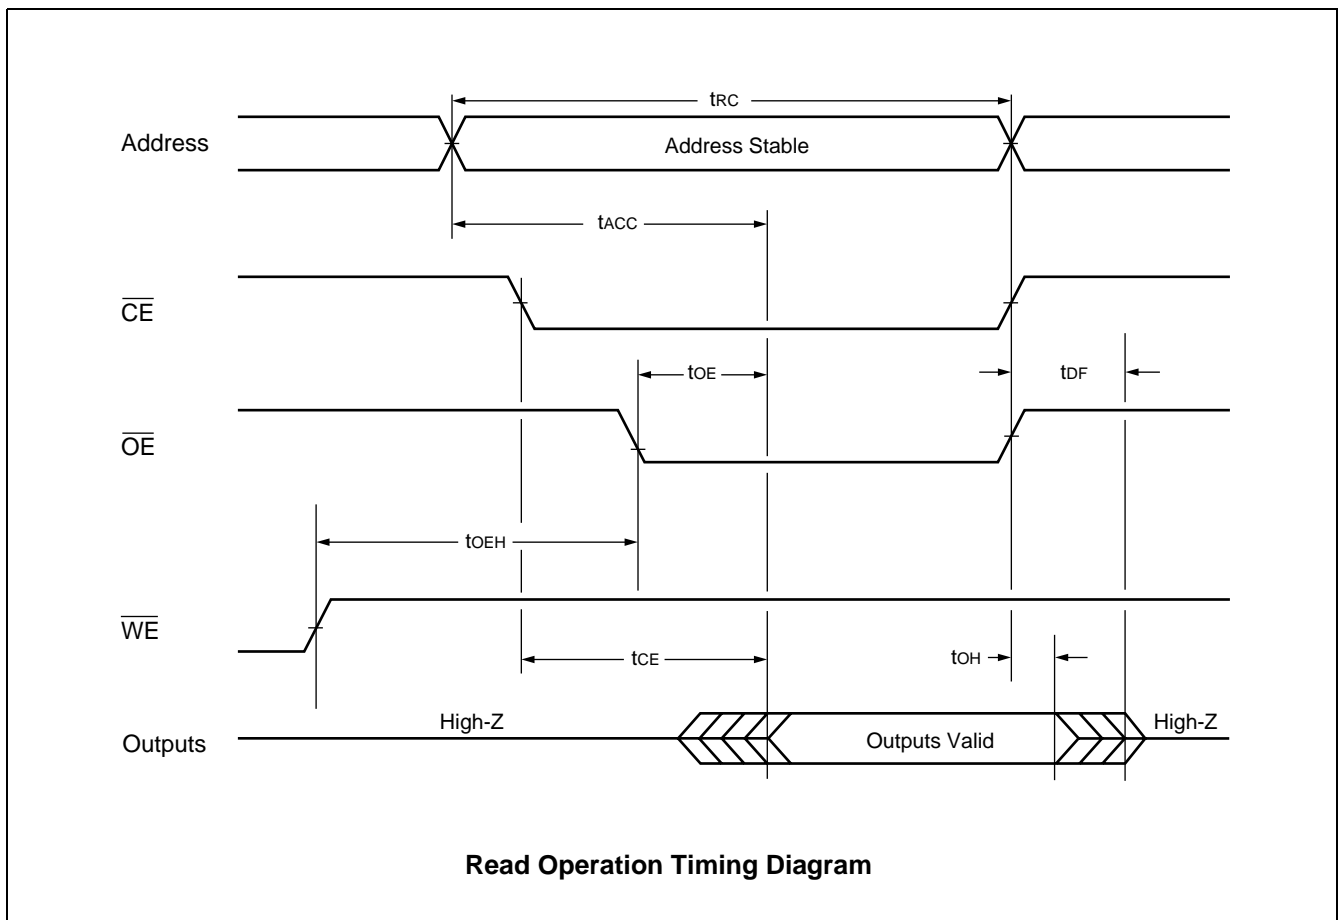 tRC
Address
Address Stable
tACC
CE
tOE
tDF
OE
tOEH
WE
tCE
tOH
High-Z
High-Z
Outputs
Outputs Valid
Read Operation Timing Diagram